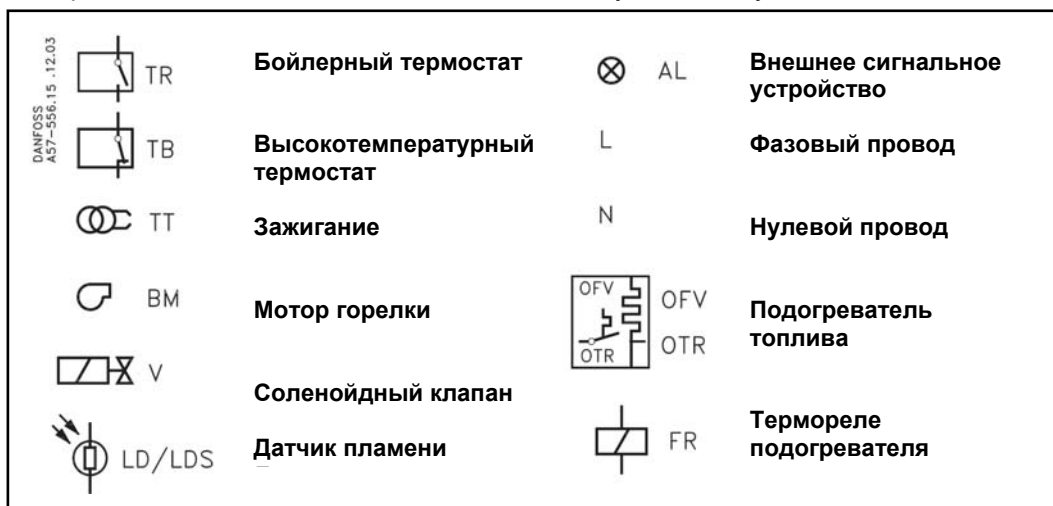 DANFOSS
A57-556.15 .12.03
TR
Бойлерный термостат
TB
Высокотемпературный
термостат
TT
Зажигание
BM
Мотор горелки
V
Соленойдный клапан
LD/LDS
Датчик пламени
AL
Внешнее сигнальное
устройство
L
Фазовый провод
N
Нулевой провод
OFV
OTR
OFV
OTR
Подогреватель
топлива
FR
Термореле
подогревателя